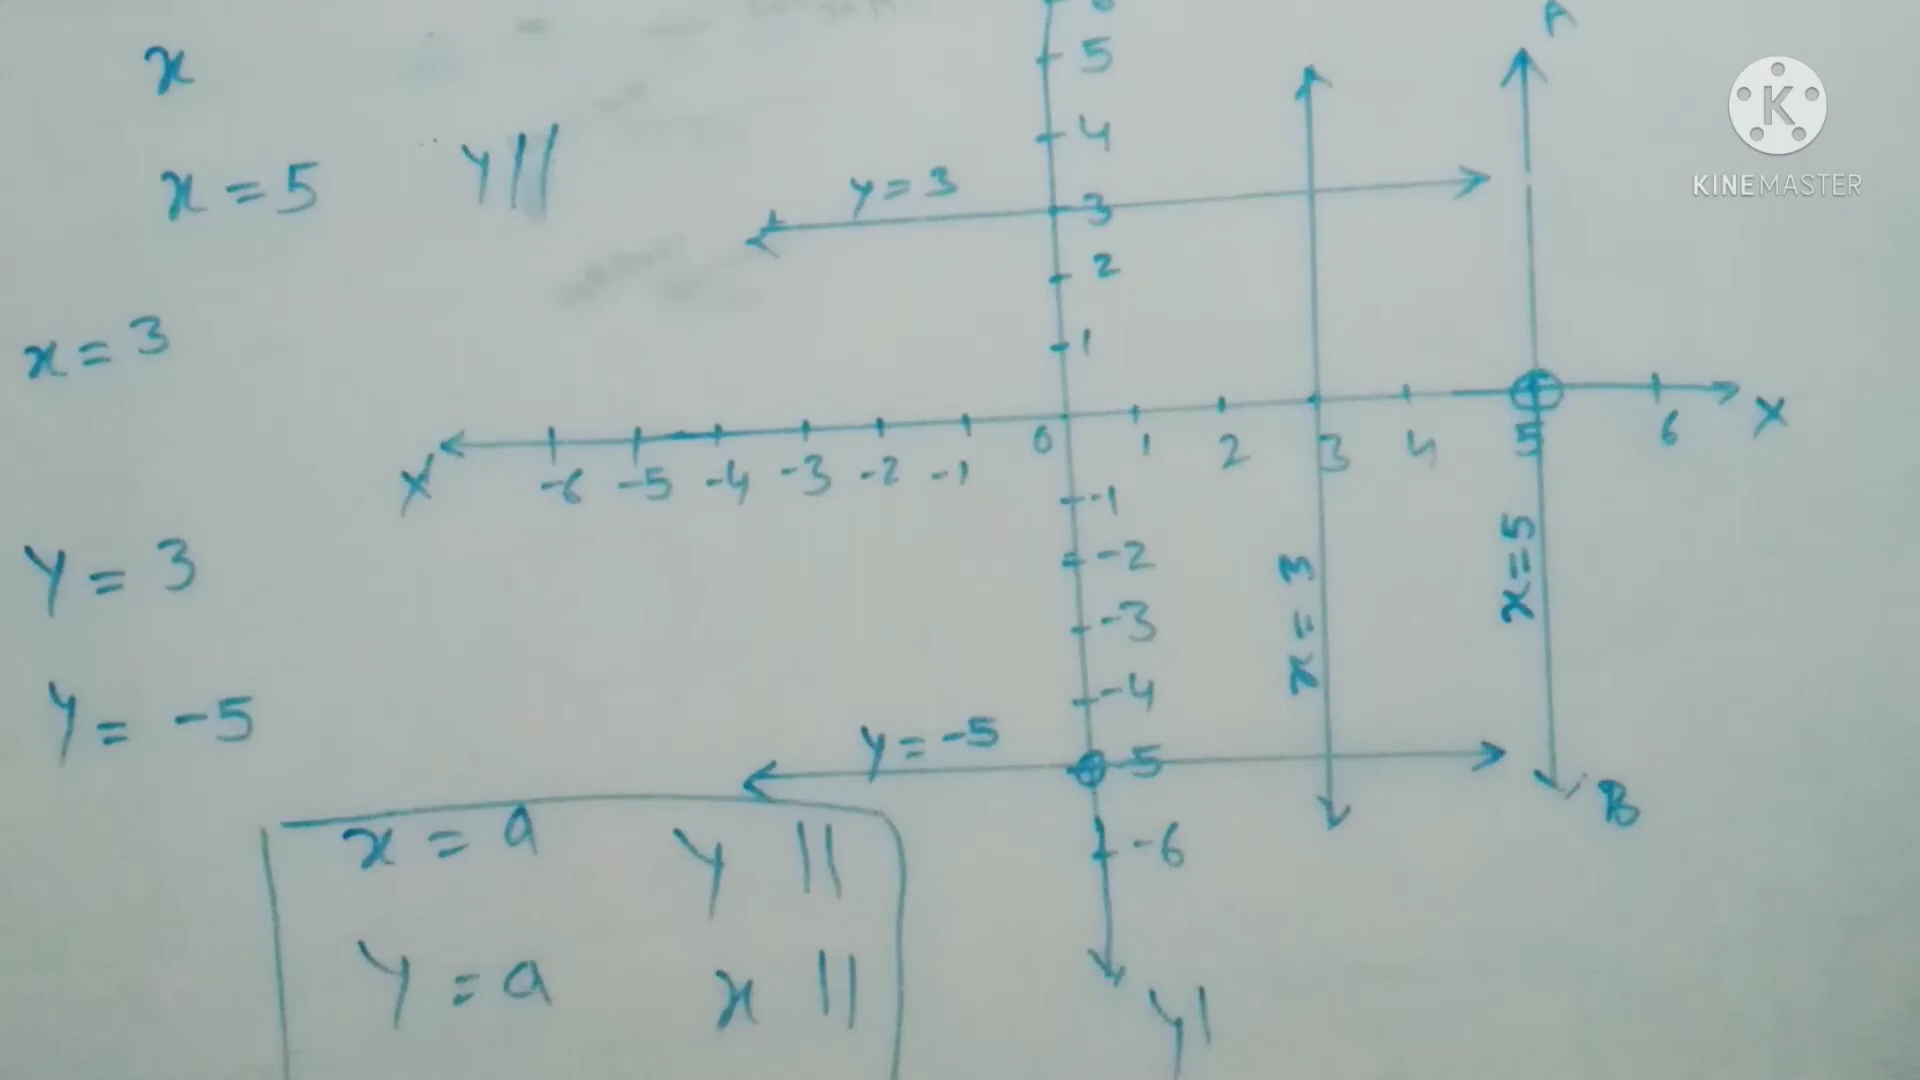 x
x = 5 y ||
x = 3
y = 3
y = -5
x = a y ||
y = a x ||
5
4
y = 3
3
2
1
X' -6 -5 -4 -3 -2 -1 0 1 2 3 4 5 6 X
-1
-2
-3
-4
y = -5
-5
-6
Y'
x = 3
x = 5
A
B
K
KINEMASTER